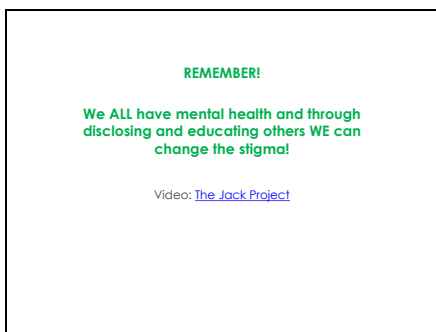 REMEMBER!
We ALL have mental health and through
disclosing and educating others WE can
change the stigma!
Video: The Jack Project